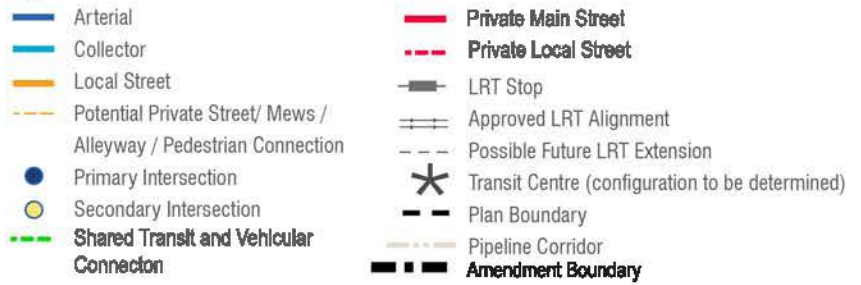 Arterial
Collector
Local Street
Potential Private Street/ Mews /
Alleyway / Pedestrian Connection
Primary Intersection
Secondary Intersection
Shared Transit and Vehicular
Connecton
Private Main Street
Private Local Street
LRT Stop
Approved LRT Alignment
Possible Future LRT Extension
Transit Centre (configuration to be determined)
Plan Boundary
Pipeline Corridor
Amendment Boundary